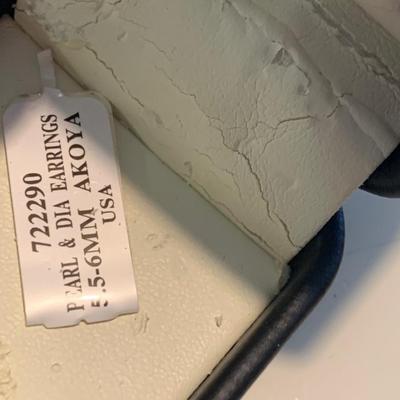 722290
PEARL & DIA EARRINGS
5.5-6MM AKOYA
USA